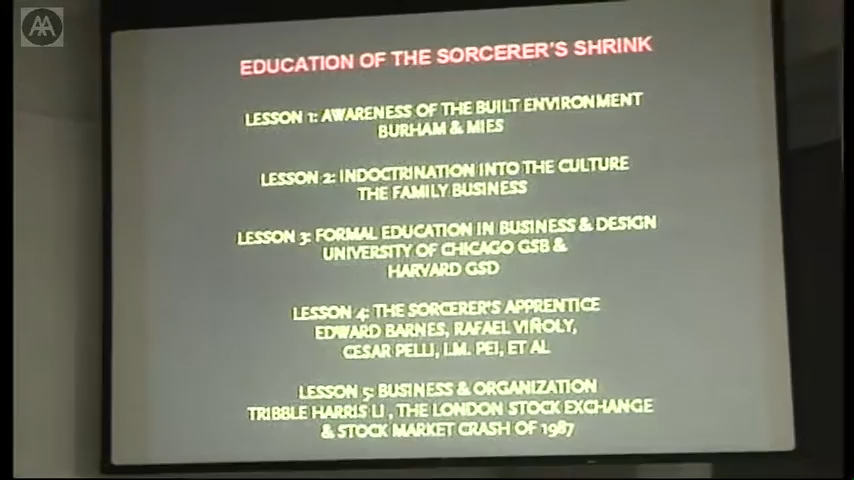 AA
EDUCATION OF THE SORCERER'S SHRINK
LESSON 1: AWARENESS OF THE BUILT ENVIRONMENT
BURHAM & MIES
LESSON 2: INDOCTRINATION INTO THE CULTURE
THE FAMILY BUSINESS
LESSON 3: FORMAL EDUCATION IN BUSINESS & DESIGN
UNIVERSITY OF CHICAGO GSB &
HARVARD GSD
LESSON 4: THE SORCERER'S APPRENTICE
EDWARD BARNES, RAFAEL VIÑOLY,
CESAR PELLI, I.M. PEI, ET AL
LESSON 5: BUSINESS & ORGANIZATION
TRIBBLE HARRIS LI , THE LONDON STOCK EXCHANGE
& STOCK MARKET CRASH OF 1987